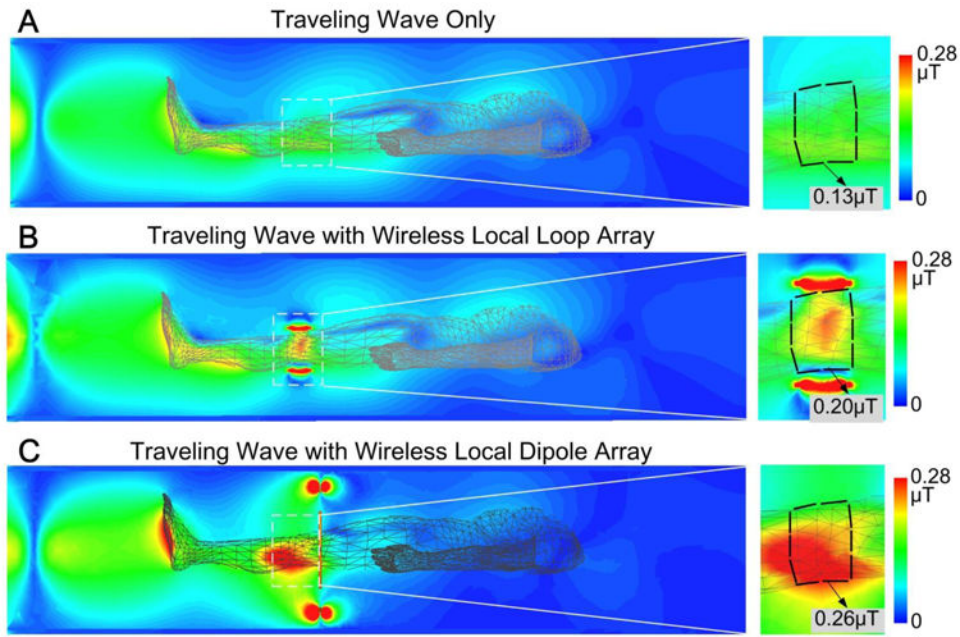 A
Traveling Wave Only
0.28
μT
0.13μT
0
B
Traveling Wave with Wireless Local Loop Array
0.28
μT
0.20μT
0
C
Traveling Wave with Wireless Local Dipole Array
0.28
μT
0.26μT
0